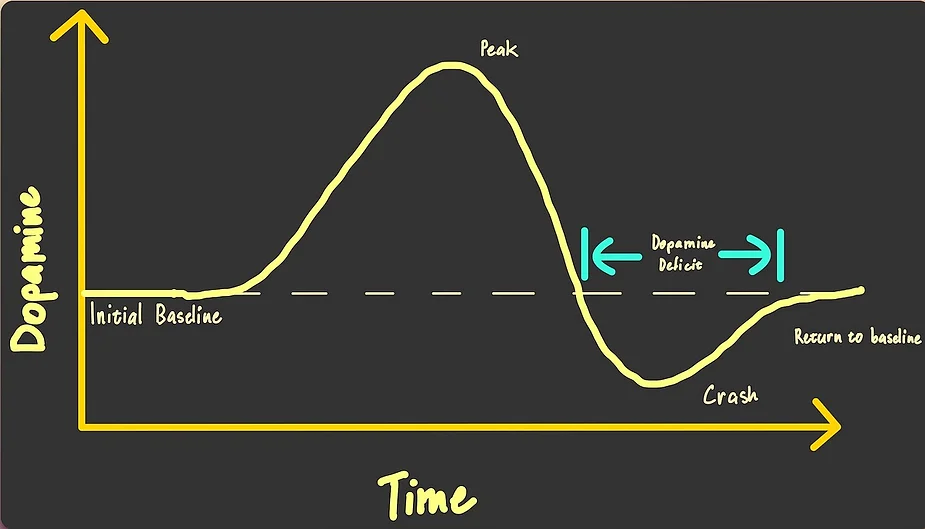 Peak
Dopamine
Dopamine
Deficit
Initial Baseline
Return to baseline
Crash
Time